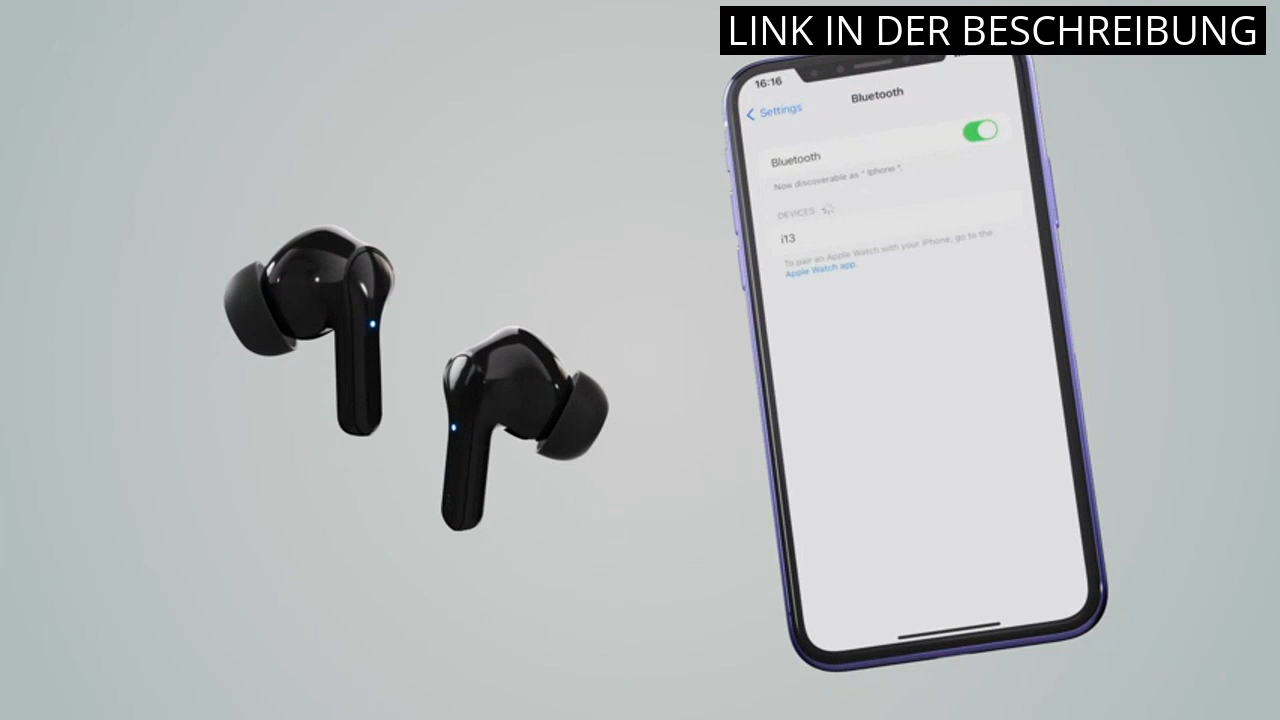 LINK IN DER BESCHREIBUNG
16:16
Settings
Bluetooth
Bluetooth
Now discoverable as " Iphone ".
DEVICES
i13
To pair an Apple Watch with your iPhone, go to the
Apple Watch app.